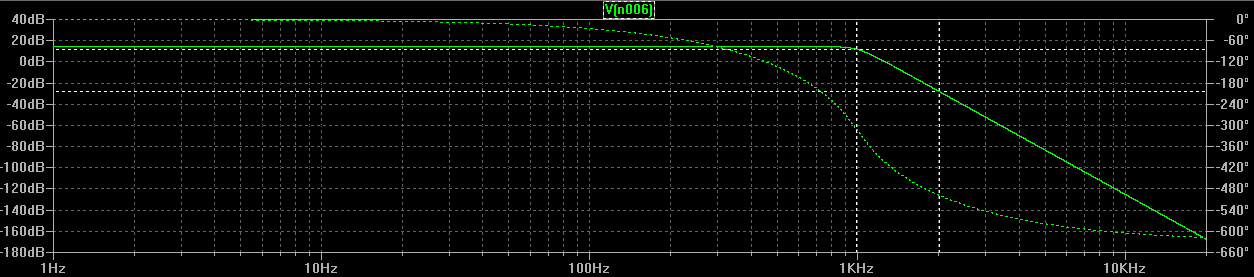 V(n006)
40dB 0°
20dB -60°
0dB -120°
-20dB -180°
-40dB -240°
-60dB -300°
-80dB -360°
-100dB -420°
-120dB -480°
-140dB -540°
-160dB -600°
-180dB -660°
1Hz 10Hz 100Hz 1KHz 10KHz